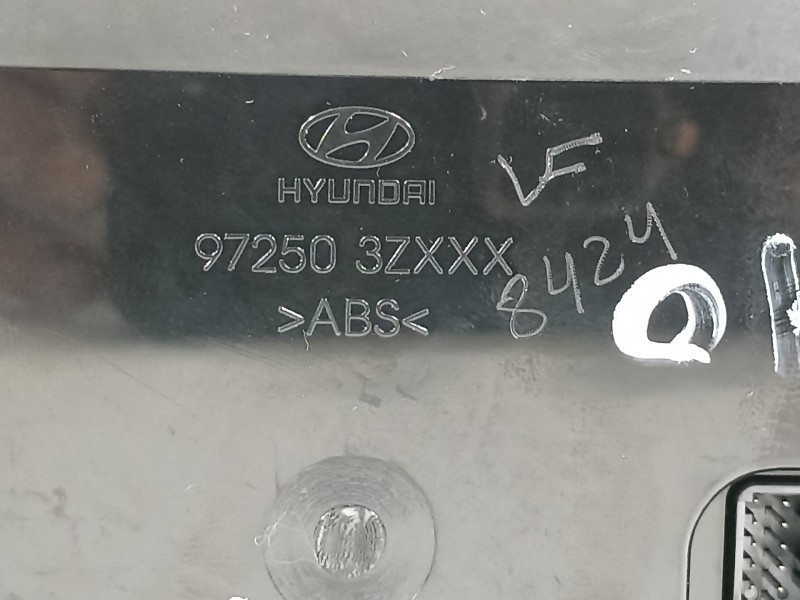 HYUNDAI
VF
97250 3ZXXX
8424
>ABS<